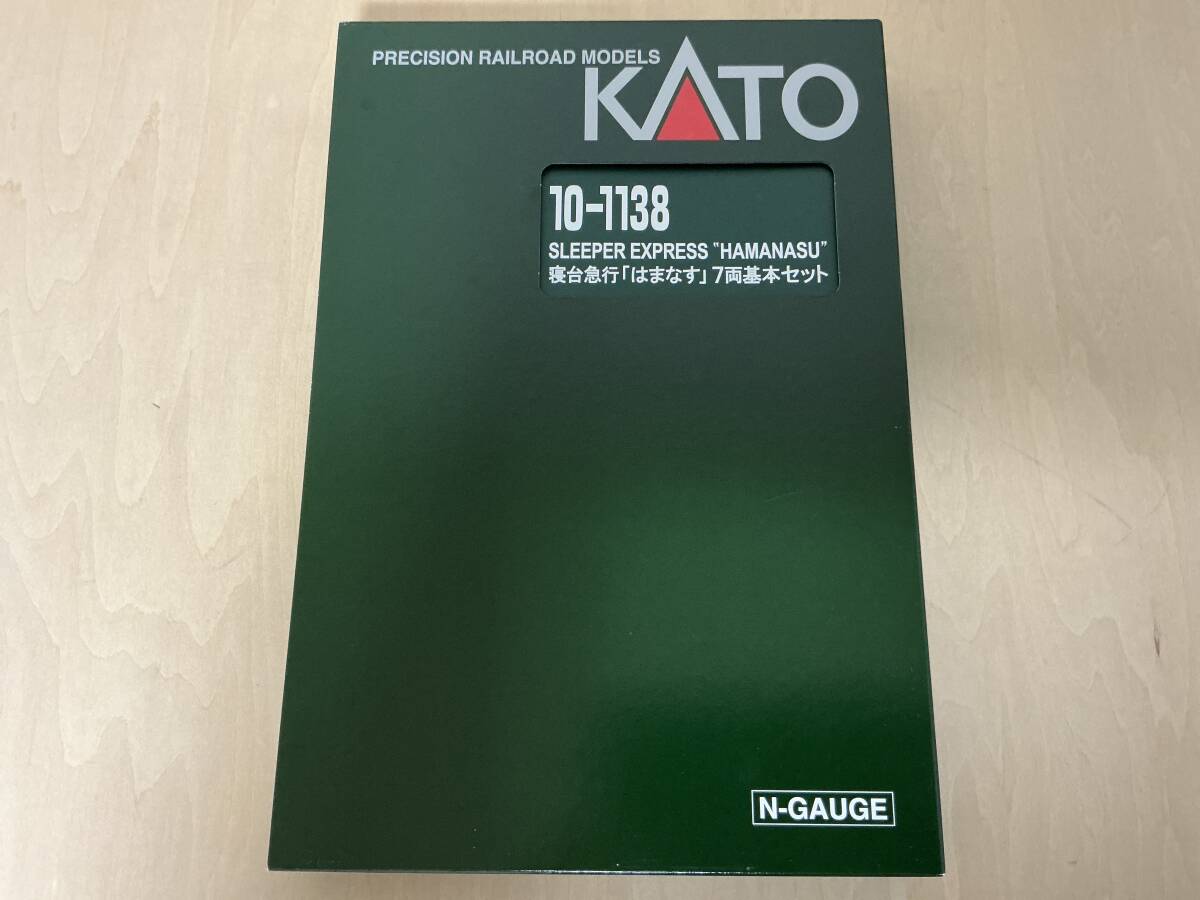 PRECISION RAILROAD MODELS
KATO
10-1138
SLEEPER EXPRESS "HAMANASU"
寝台急行「はまなす」7両基本セット
N-GAUGE